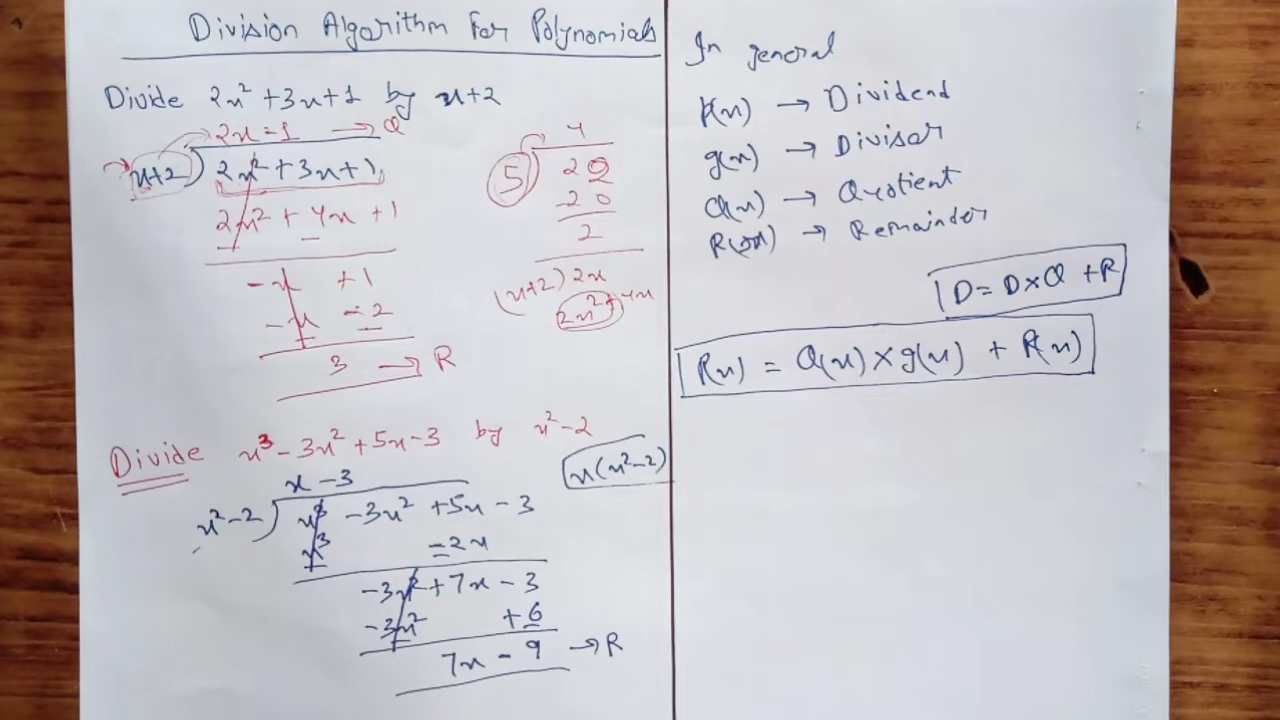 Division Algorithm For Polynomials
Divide 2x² + 3x + 1 by x+2
2x = 1 → Q
x+2 ) 2x² + 3x + 1
2x² + 4x + 1
-x + 1
-x = 2
3 → R
4
5 ) 22
- 20
2
(x+2) 2x
2x² + 4x
Divide x³ - 3x² + 5x - 3 by x² - 2
x(x²-2)
x - 3
x²-2 ) x³ - 3x² + 5x - 3
x³ = 2x
-3x² + 7x - 3
-3x² + 6
7x - 9 → R
In general
P(x) → Dividend
g(x) → Divisor
Q(x) → Quotient
R(x) → Remainder
D = D×Q + R
P(x) = Q(x) × g(x) + R(x)